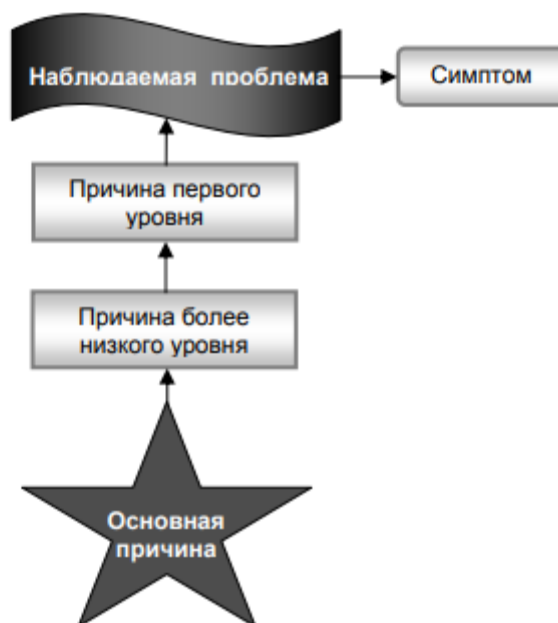 Наблюдаемая проблема
Симптом
Причина первого
уровня
Причина более
низкого уровня
Основная
причина